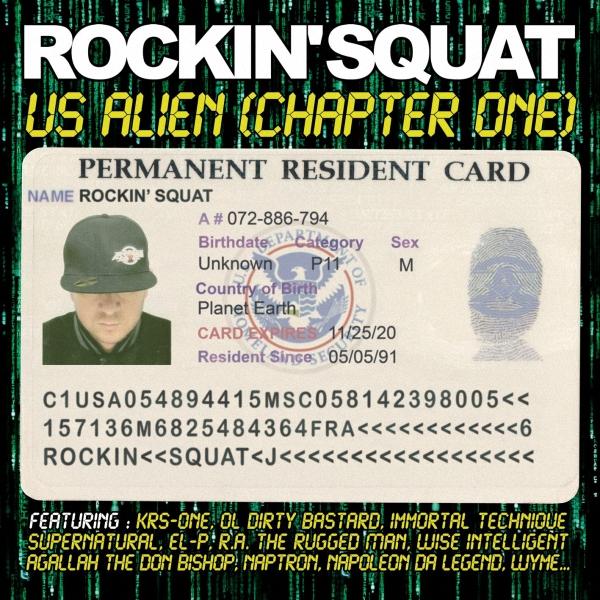 ROCKIN'SQUAT
US ALIEN (CHAPTER ONE)
PERMANENT RESIDENT CARD
NAME ROCKIN' SQUAT
A# 072-886-794
Birthdate Category Sex
Unknown P11 M
Country of Birth
Planet Earth
CARD EXPIRES 11/25/20
Resident Since 05/05/91
C1USA054894415MSC058142398005<<
157136M6825484364FRA<<<<<<<<<<<<6
ROCKIN<<SQUAT<J<<<<<<<<<<<<<<<<<<
FEATURING : KRS-ONE, OL DIRTY BASTARD, IMMORTAL TECHNIQUE
SUPERNATURAL, EL-P, R.A. THE RUGGED MAN, WISE INTELLIGENT
AGALLAH THE DON BISHOP, NAPTRON, NAPOLEON DA LEGEND, WYME...